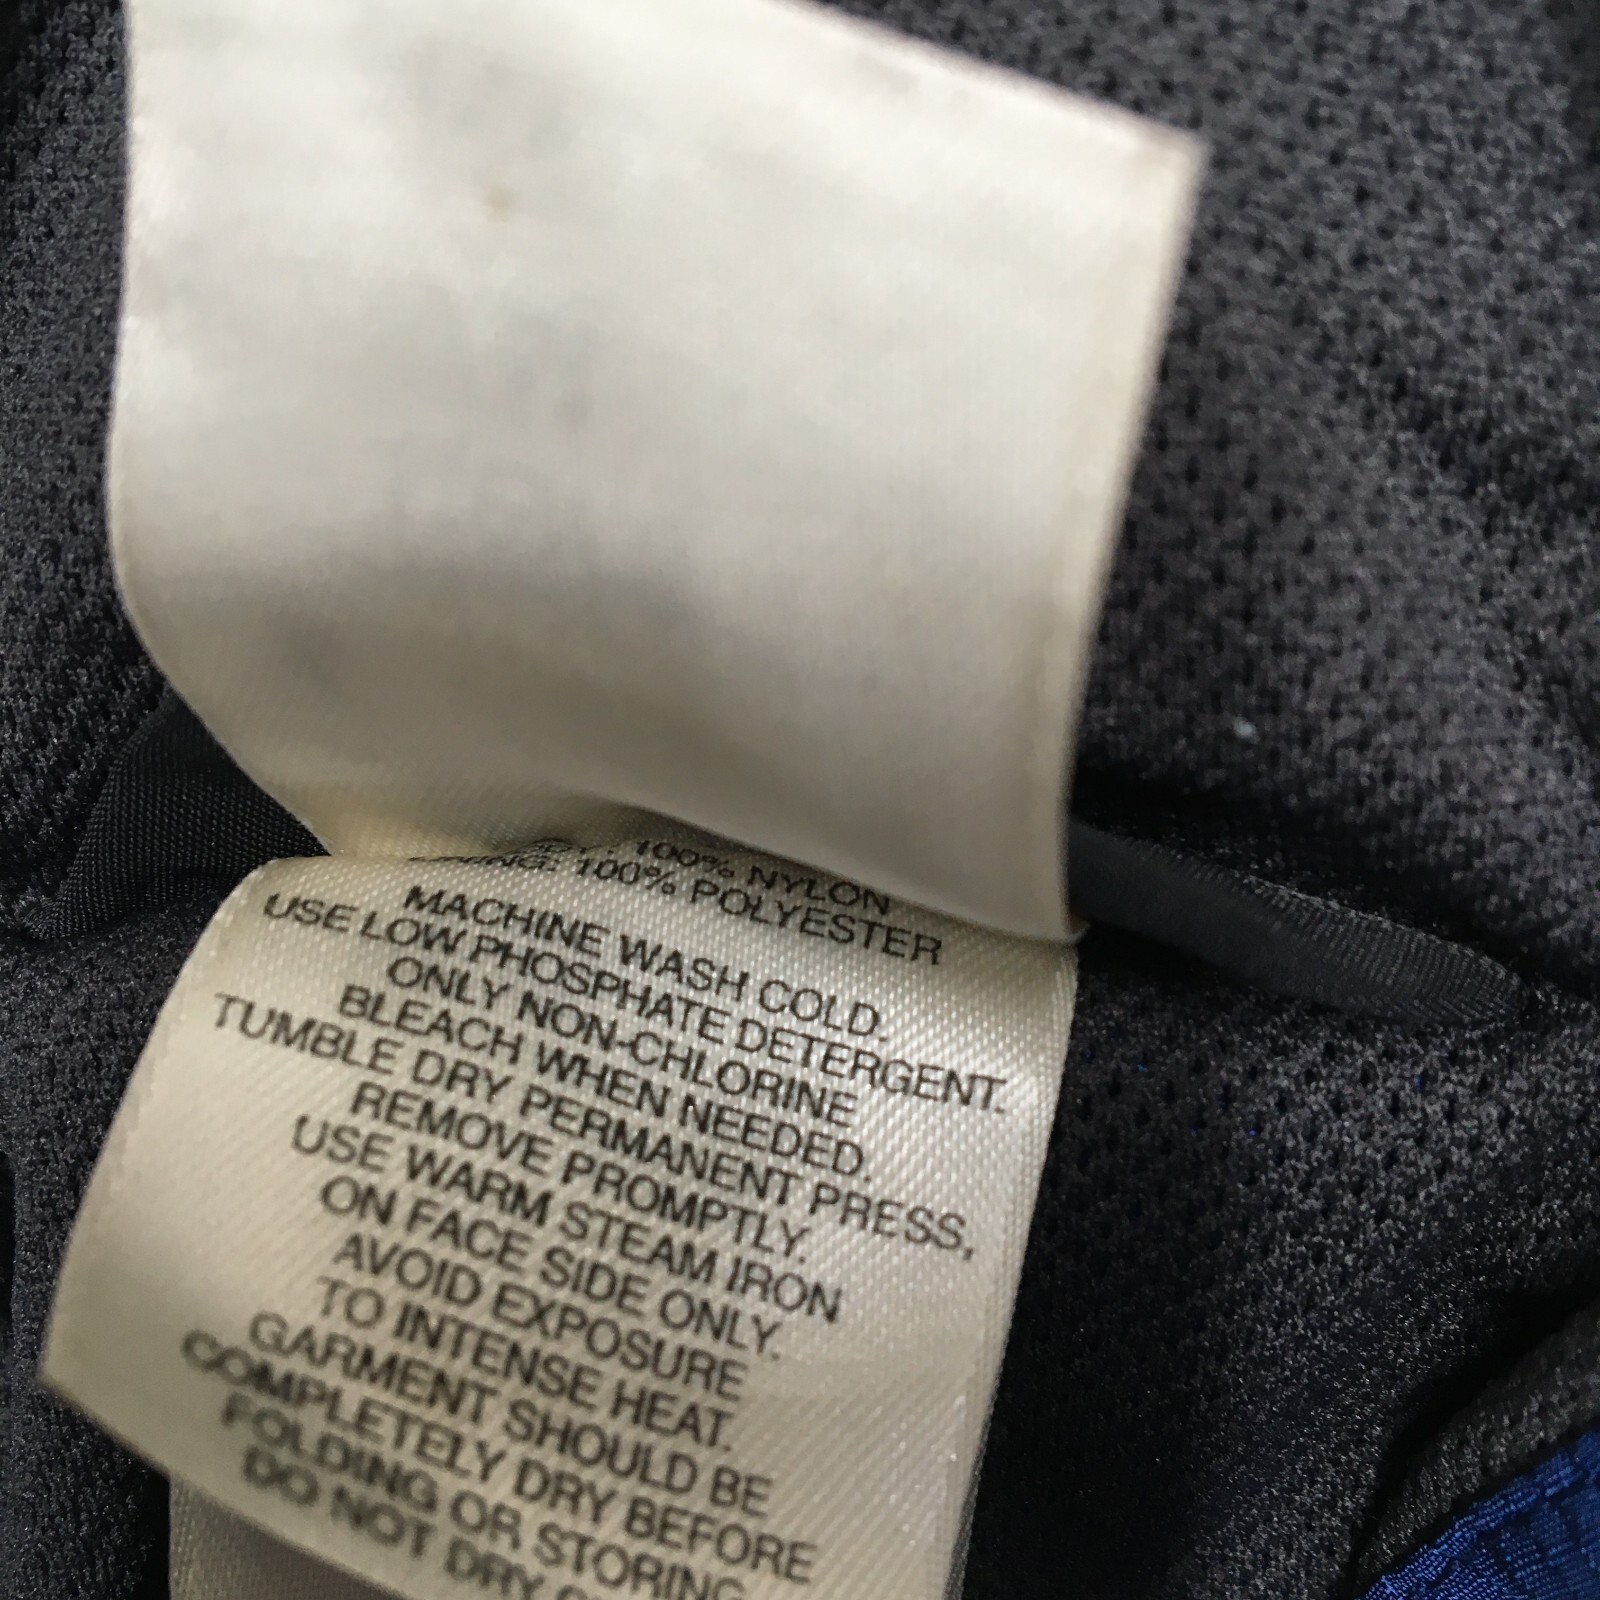 100% NYLON
100% POLYESTER
MACHINE WASH COLD.
USE LOW PHOSPHATE DETERGENT.
ONLY NON-CHLORINE
BLEACH WHEN NEEDED.
TUMBLE DRY PERMANENT PRESS,
REMOVE PROMPTLY.
USE WARM STEAM IRON
ON FACE SIDE ONLY.
AVOID EXPOSURE
TO INTENSE HEAT.
GARMENT SHOULD BE
COMPLETELY DRY BEFORE
FOLDING OR STORING
DO NOT DRY